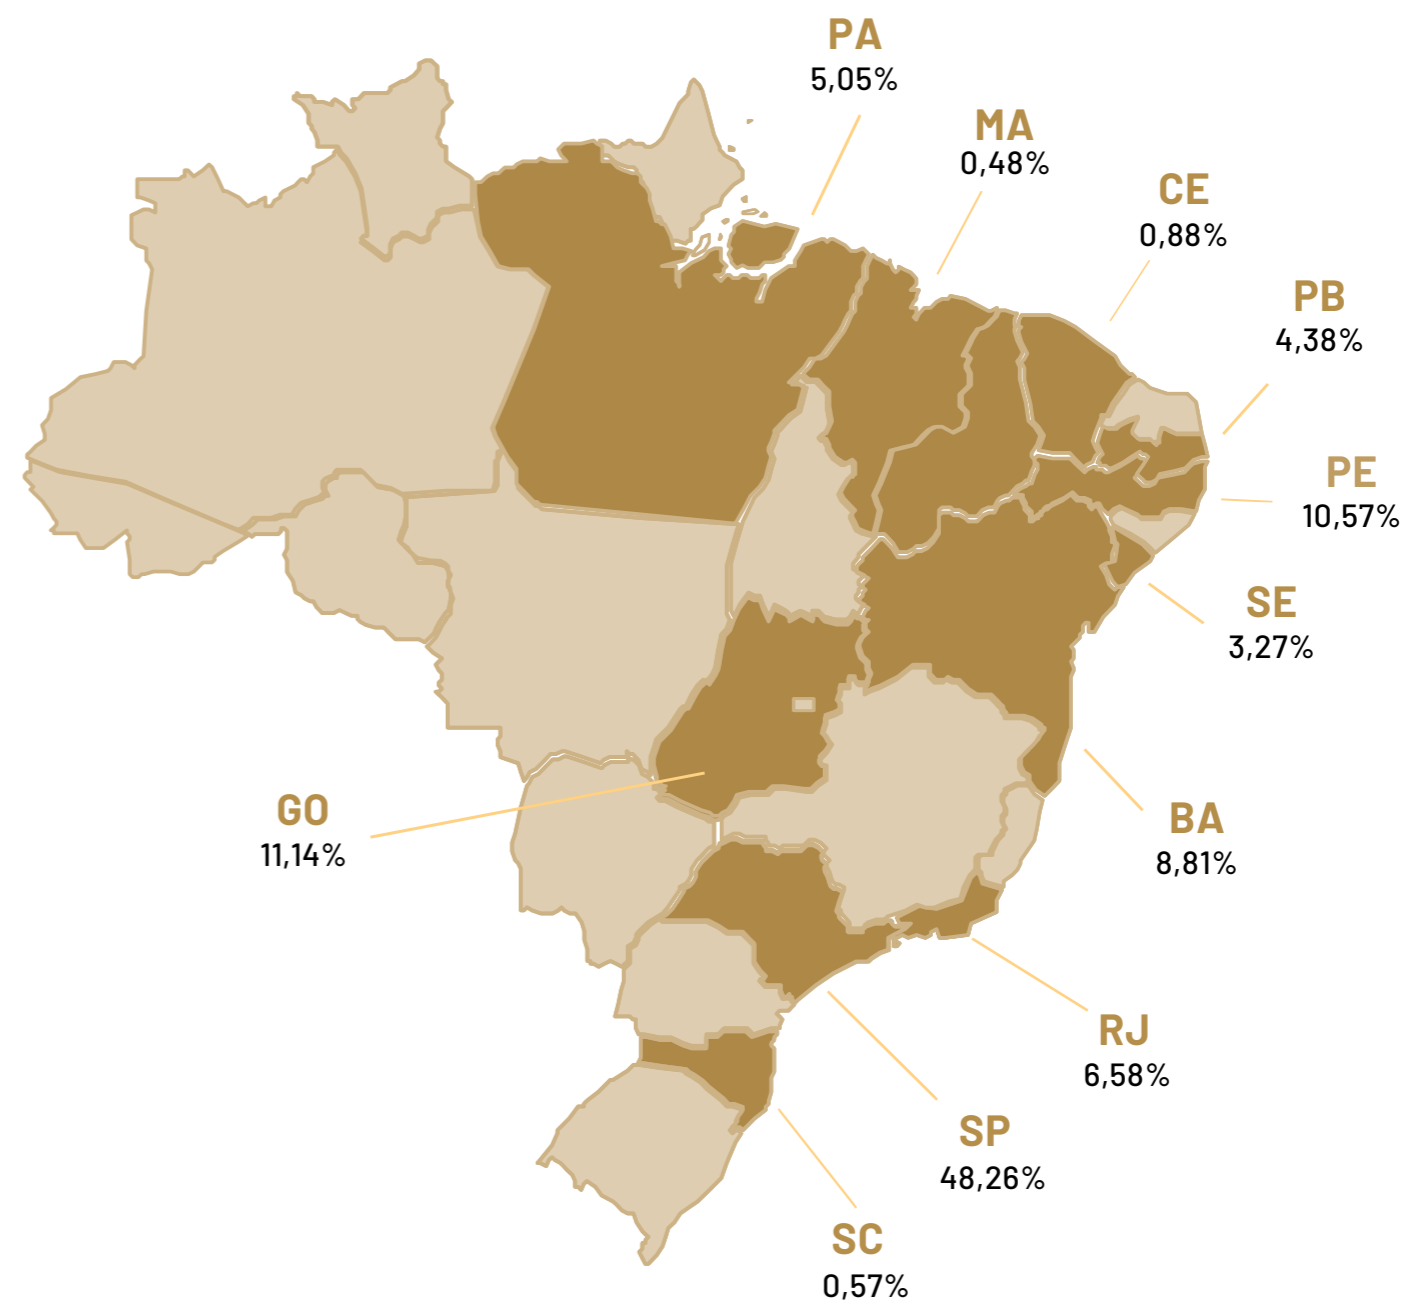 PA
5,05%
MA
0,48%
CE
0,88%
PB
4,38%
PE
10,57%
SE
3,27%
BA
8,81%
GO
11,14%
RJ
6,58%
SP
48,26%
SC
0,57%